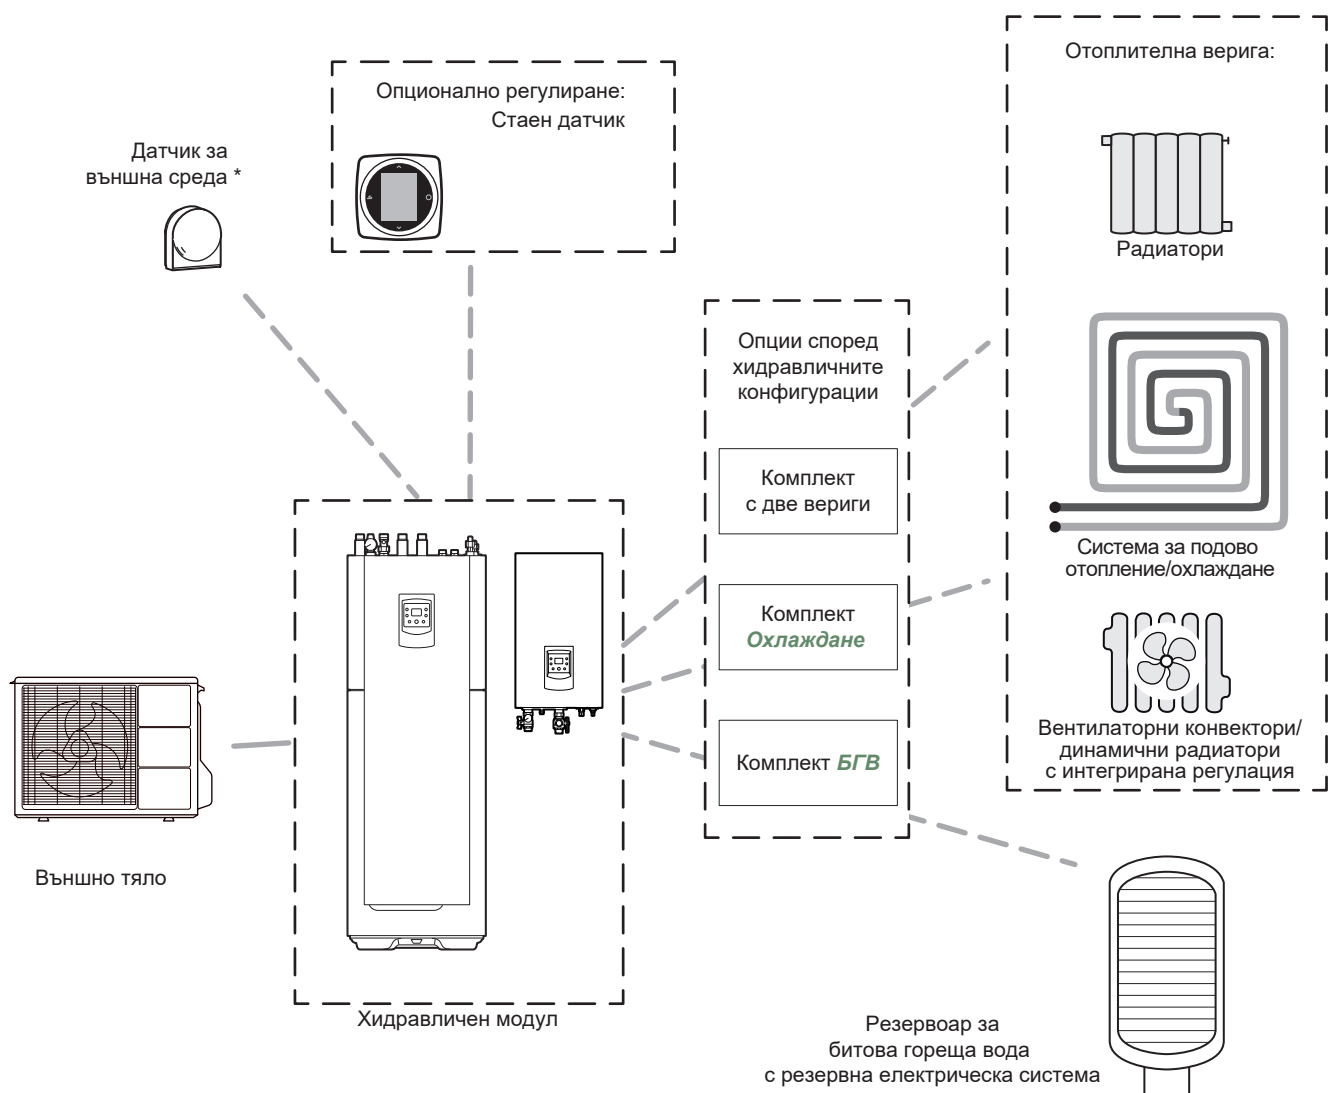 Отоплителна верига:
Опционално регулиране:
Стаен датчик
Датчик за
външна среда *
Радиатори
Опции според
хидравличните
конфигурации
Комплект
с две вериги
Система за подово
отопление/охлаждане
Комплект
Охлаждане
Вентилаторни конвектори/
динамични радиатори
с интегрирана регулация
Комплект БГВ
Външно тяло
Хидравличен модул
Резервоар за
битова гореща вода
с резервна електрическа система